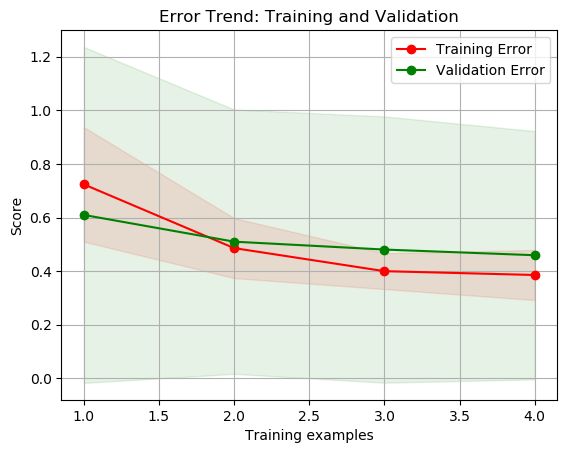 Error Trend: Training and Validation
Training Error
Validation Error
Score
1.2
1.0
0.8
0.6
0.4
0.2
0.0
1.0 1.5 2.0 2.5 3.0 3.5 4.0
Training examples